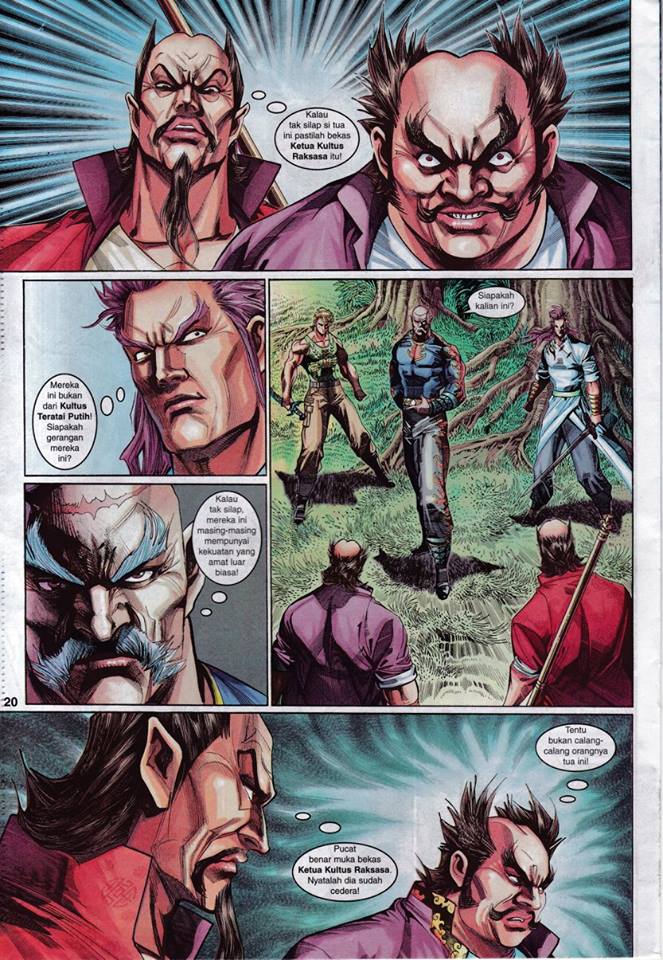 Kalau
tak silap si tua
ini pastilah bekas
Ketua Kultus
Raksasa itu!
Mereka
ini bukan
dari Kultus
Teratai Putih!
Siapakah
gerangan
mereka
ini?
Siapakah
kalian ini?
Kalau
tak silap,
mereka ini
masing-masing
mempunyai
kekuatan yang
amat luar
biasa!
20
Tentu
bukan calang-
calang orangnya
tua ini!
Pucat
benar muka bekas
Ketua Kultus Raksasa.
Nyatalah dia sudah
cedera!